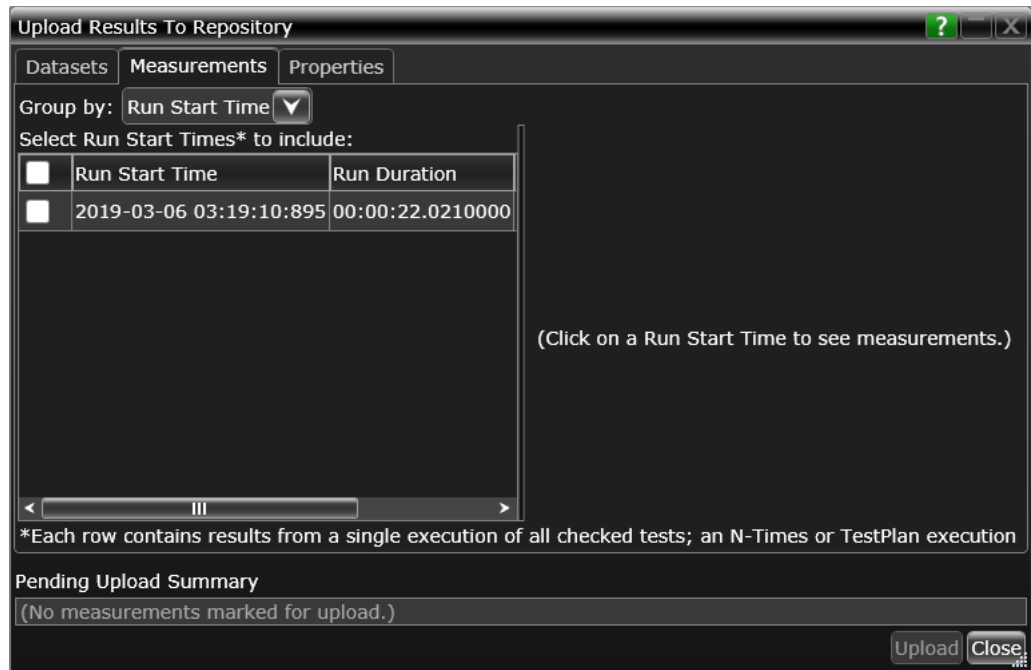 Upload Results To Repository
?
X
Datasets Measurements Properties
Group by: Run Start Time
Select Run Start Times* to include:
Run Start Time Run Duration
2019-03-06 03:19:10:895 00:00:22.0210000
(Click on a Run Start Time to see measurements.)
*Each row contains results from a single execution of all checked tests; an N-Times or TestPlan execution
Pending Upload Summary
(No measurements marked for upload.)
Upload Close